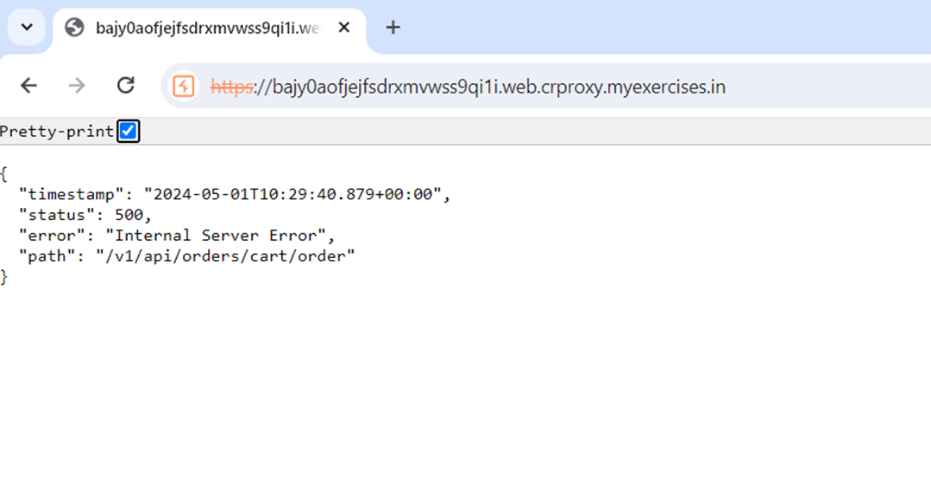 bajy0aofjejfsdrxmvwss9qi1i.we
https://bajy0aofjejfsdrxmvwss9qi1i.web.crproxy.myexercises.in
Pretty-print
{
"timestamp": "2024-05-01T10:29:40.879+00:00",
"status": 500,
"error": "Internal Server Error",
"path": "/v1/api/orders/cart/order"
}